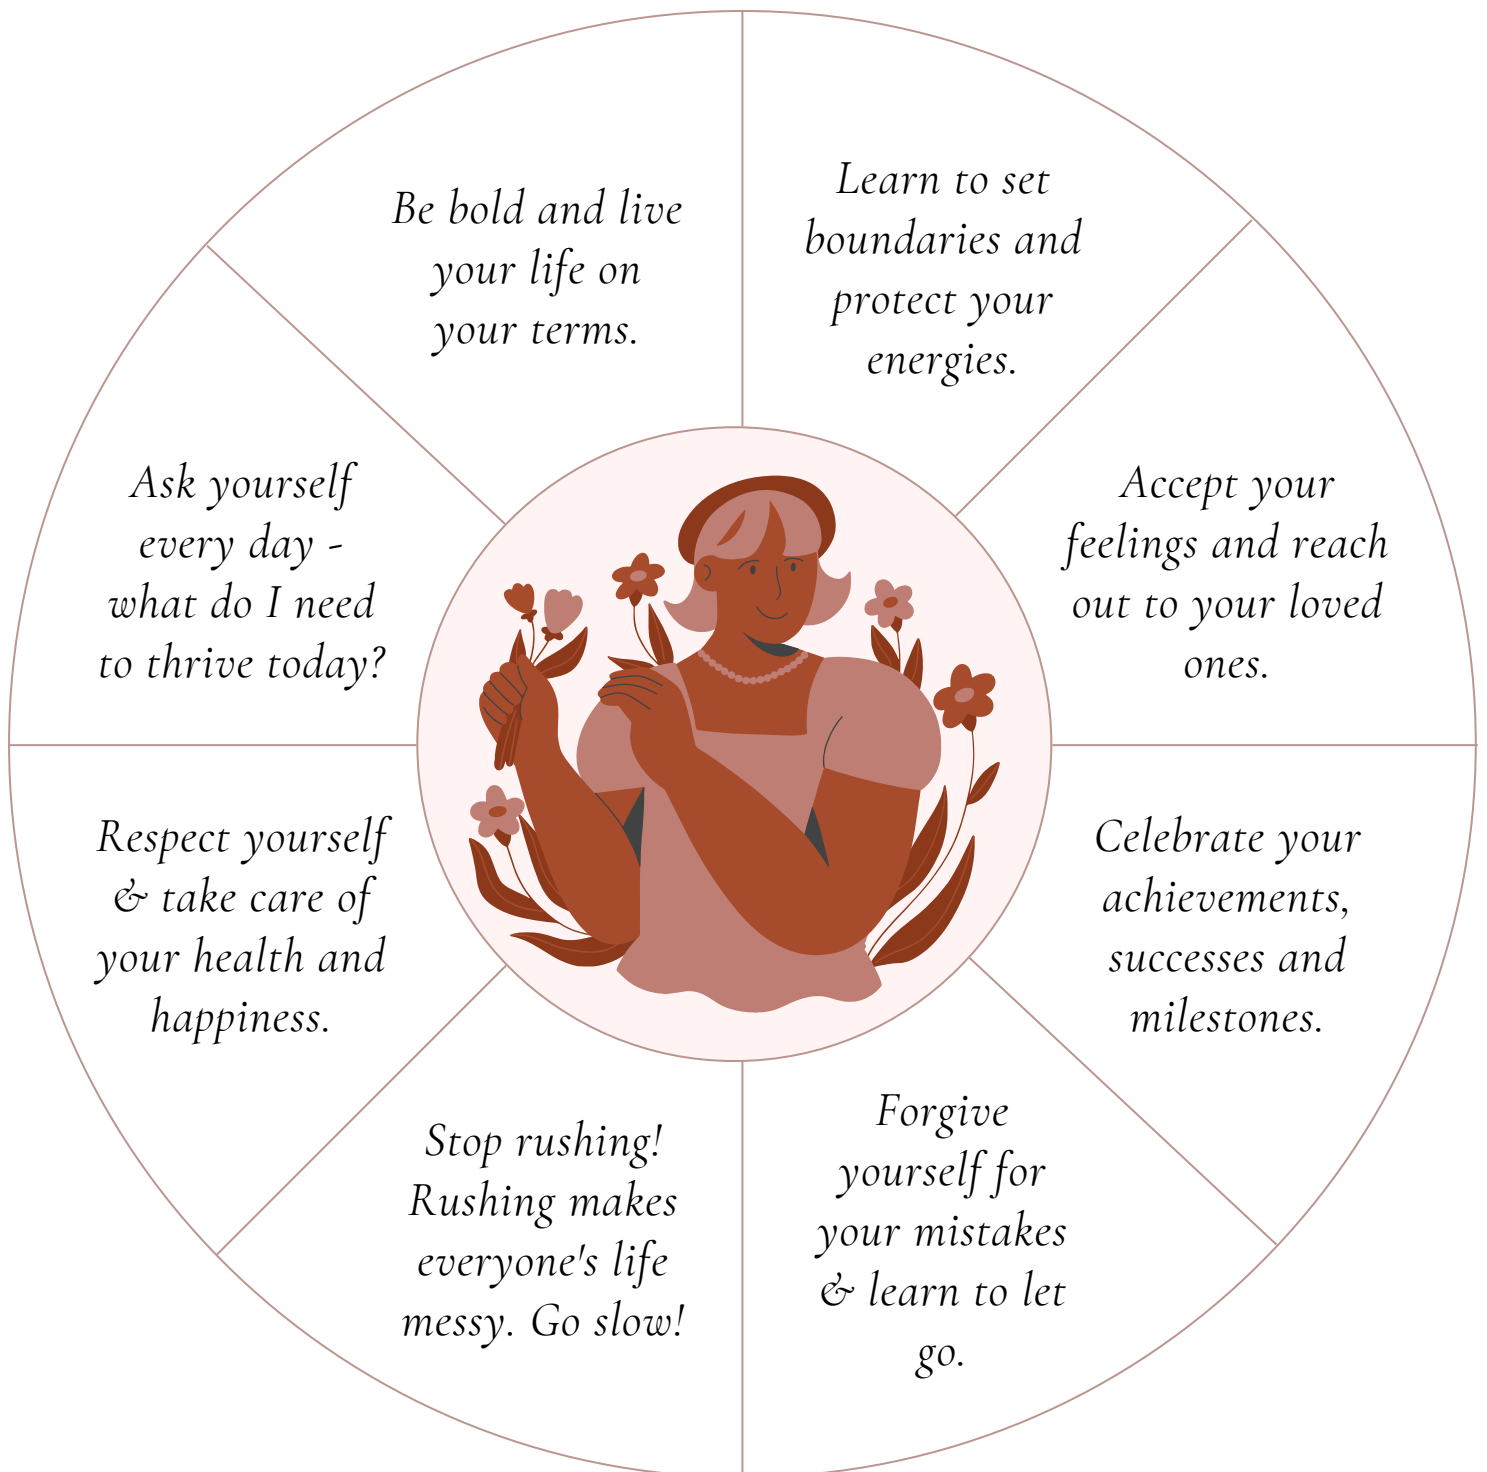 Be bold and live
your life on
your terms.
Learn to set
boundaries and
protect your
energies.
Accept your
feelings and reach
out to your loved
ones.
Celebrate your
achievements,
successes and
milestones.
Forgive
yourself for
your mistakes
& learn to let
go.
Stop rushing!
Rushing makes
everyone's life
messy. Go slow!
Respect yourself
& take care of
your health and
happiness.
Ask yourself
every day -
what do I need
to thrive today?